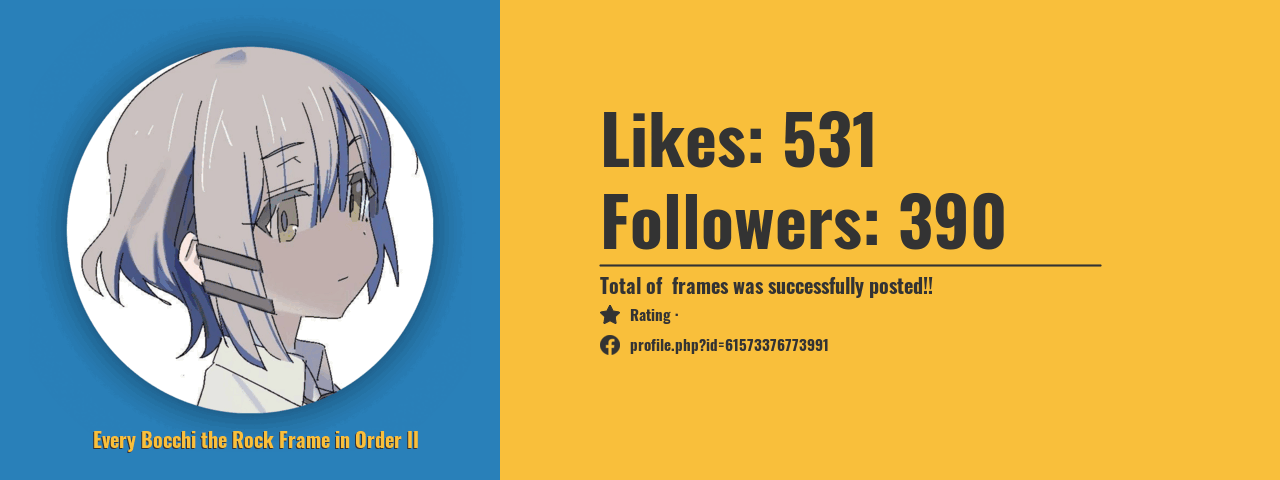 Likes: 531
Followers: 390
Total of  frames was successfully posted!!
Rating ·
profile.php?id=61573376773991
Every Bocchi the Rock Frame in Order II